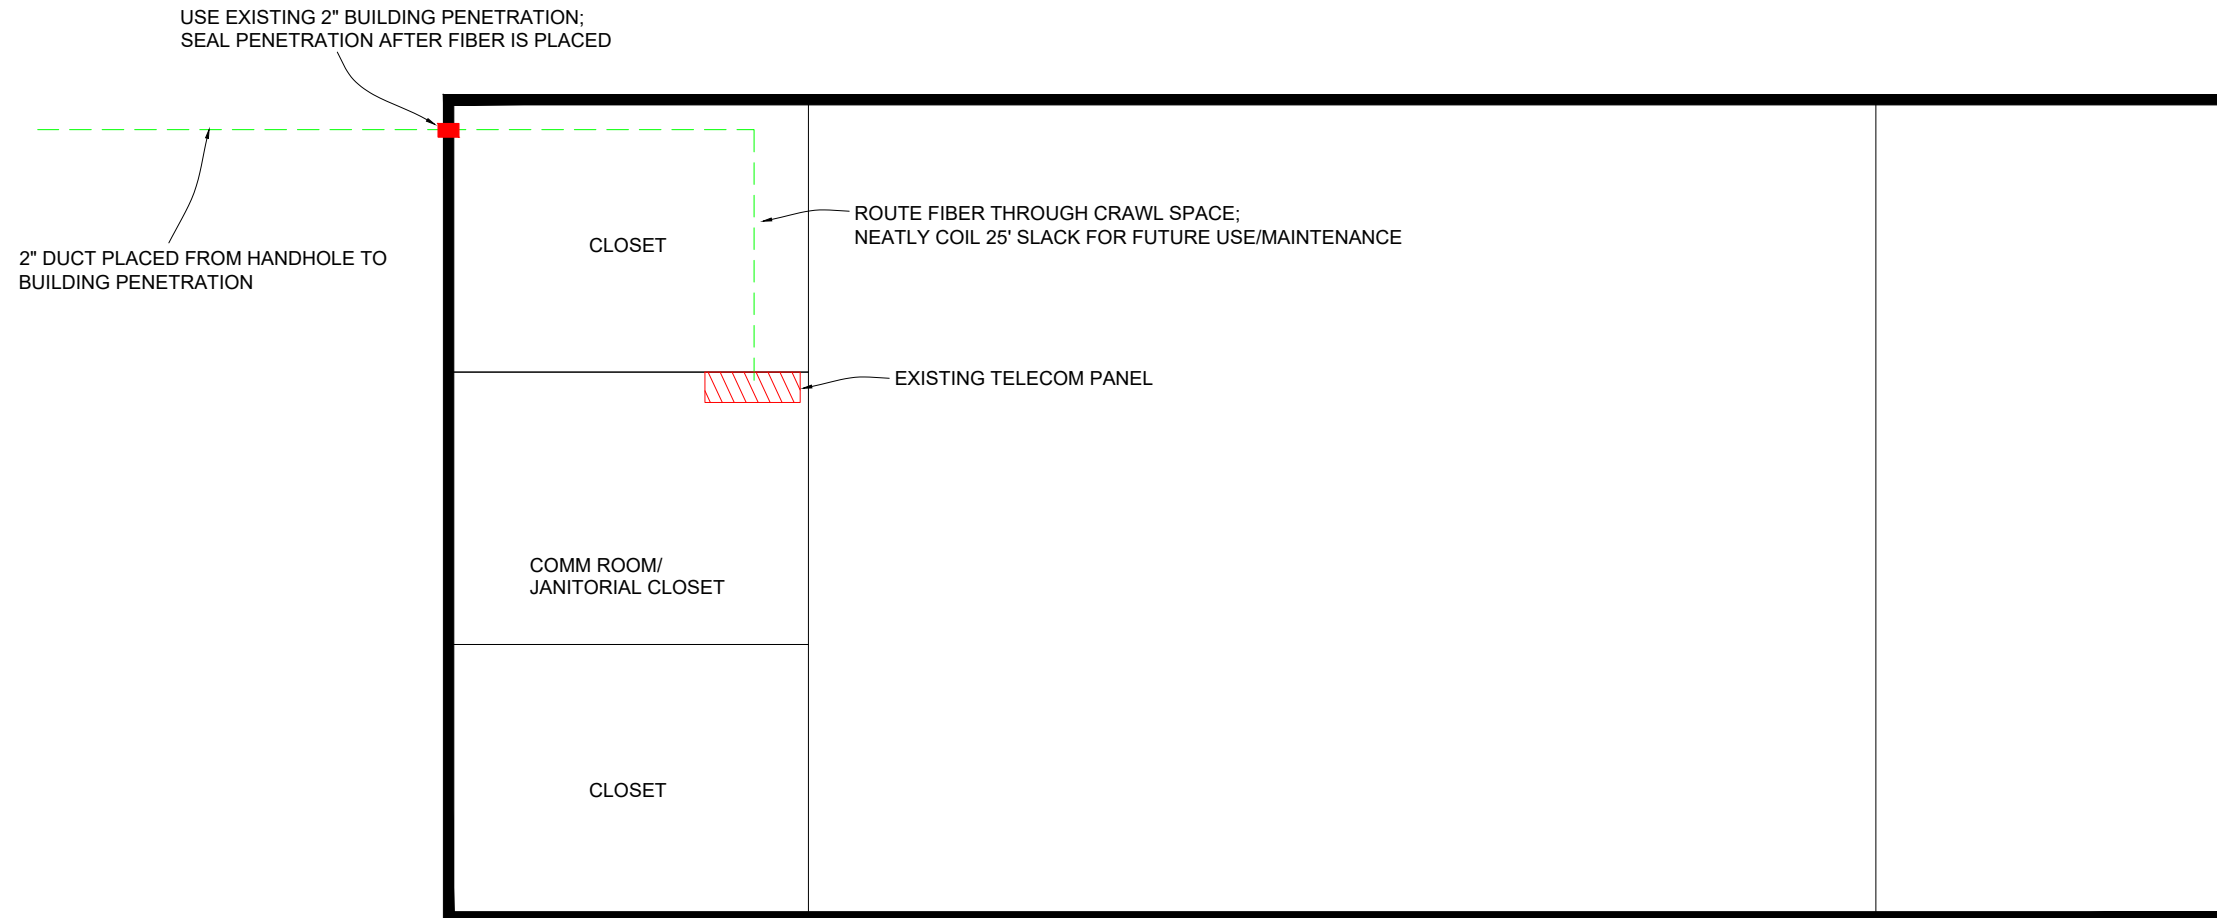 USE EXISTING 2" BUILDING PENETRATION;
SEAL PENETRATION AFTER FIBER IS PLACED
2" DUCT PLACED FROM HANDHOLE TO
BUILDING PENETRATION
CLOSET
ROUTE FIBER THROUGH CRAWL SPACE;
NEATLY COIL 25' SLACK FOR FUTURE USE/MAINTENANCE
EXISTING TELECOM PANEL
COMM ROOM/
JANITORIAL CLOSET
CLOSET